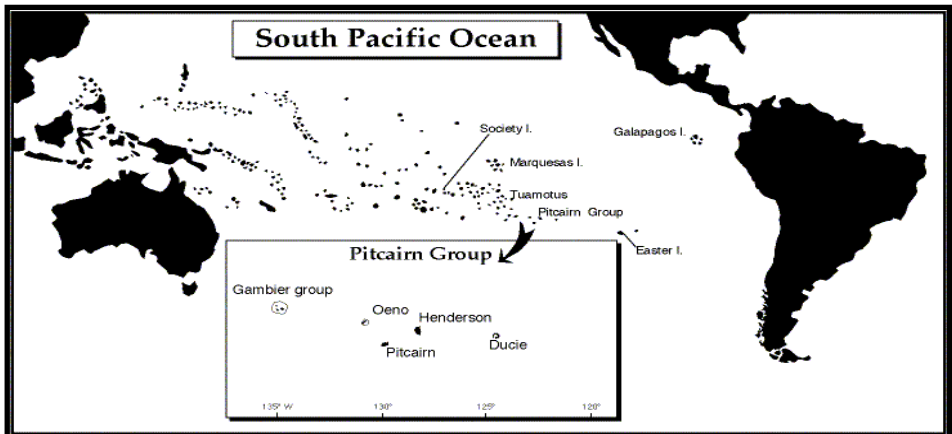 South Pacific Ocean
Society I.
Galapagos I.
Marquesas I.
Tuamotus
Pitcairn Group
Easter I.
Pitcairn Group
Gambier group
Oeno
Henderson
Pitcairn
Ducie
135° W 130° 125° 120°